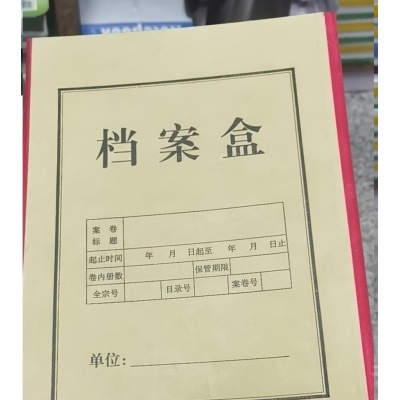 档案盒
案卷
标题
起止时间 年 月 日起至 年 月 日止
卷内册数 保管期限
全宗号 目录号 案卷号
单位: